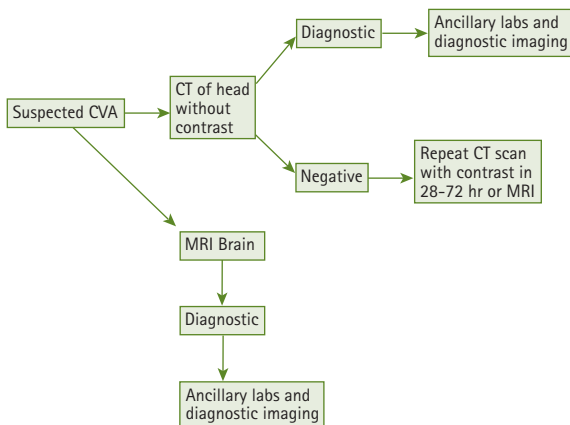 Suspected CVA
CT of head
without
contrast
Diagnostic
Ancillary labs and
diagnostic imaging
Negative
Repeat CT scan
with contrast in
28-72 hr or MRI
MRI Brain
Diagnostic
Ancillary labs and
diagnostic imaging